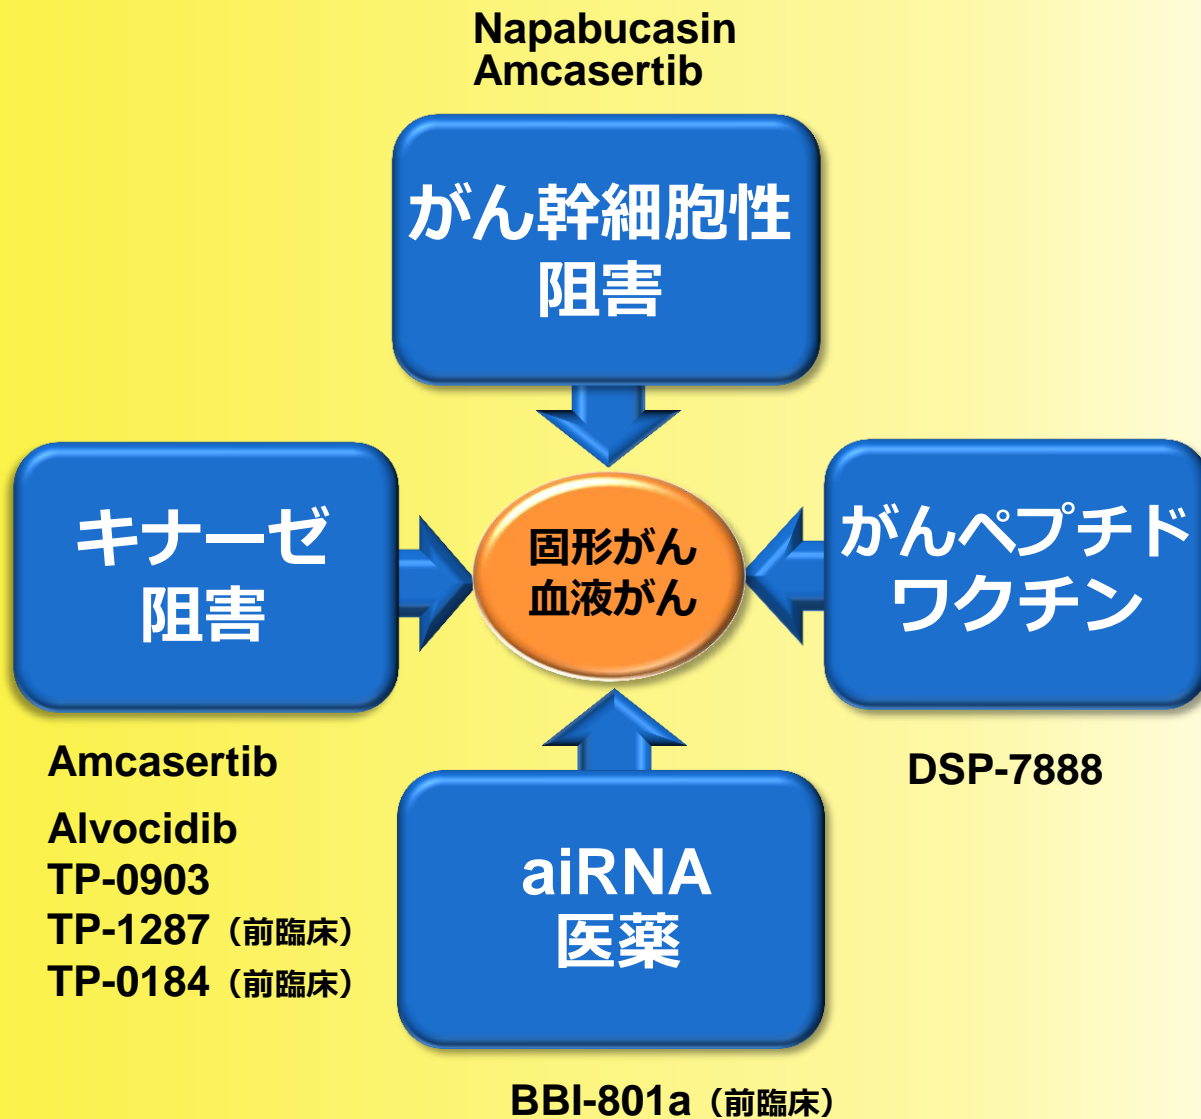 Napabucasin
Amcasertib
がん幹細胞性
阻害
キナーゼ
阻害
固形がん
血液がん
がんペプチド
ワクチン
Amcasertib
Alvocidib
TP-0903
TP-1287（前臨床）
TP-0184（前臨床）
DSP-7888
aiRNA
医薬
BBI-801a（前臨床）